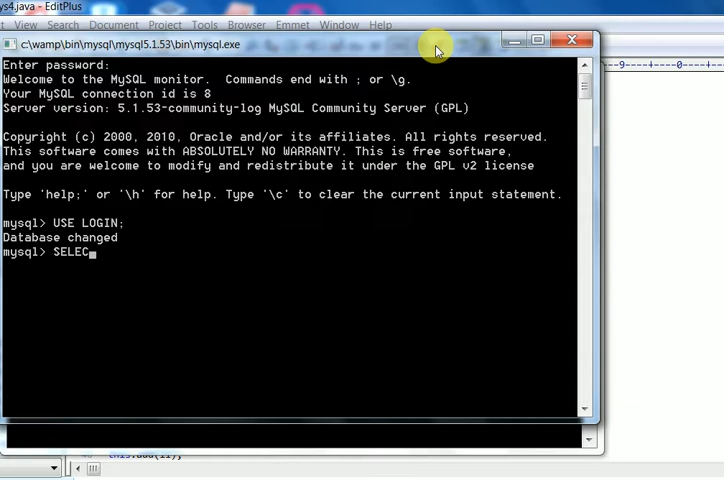 ys4.java - EditPlus
t View Search Document Project Tools Browser Emmet Window Help
c:\wamp\bin\mysql\mysql5.1.53\bin\mysql.exe
Enter password:
Welcome to the MySQL monitor.  Commands end with ; or \g.
Your MySQL connection id is 8
Server version: 5.1.53-community-log MySQL Community Server (GPL)
Copyright (c) 2000, 2010, Oracle and/or its affiliates. All rights reserved.
This software comes with ABSOLUTELY NO WARRANTY. This is free software,
and you are welcome to modify and redistribute it under the GPL v2 license
Type 'help;' or '\h' for help. Type '\c' to clear the current input statement.
mysql> USE LOGIN;
Database changed
mysql> SELEC
--9----+----0----+--